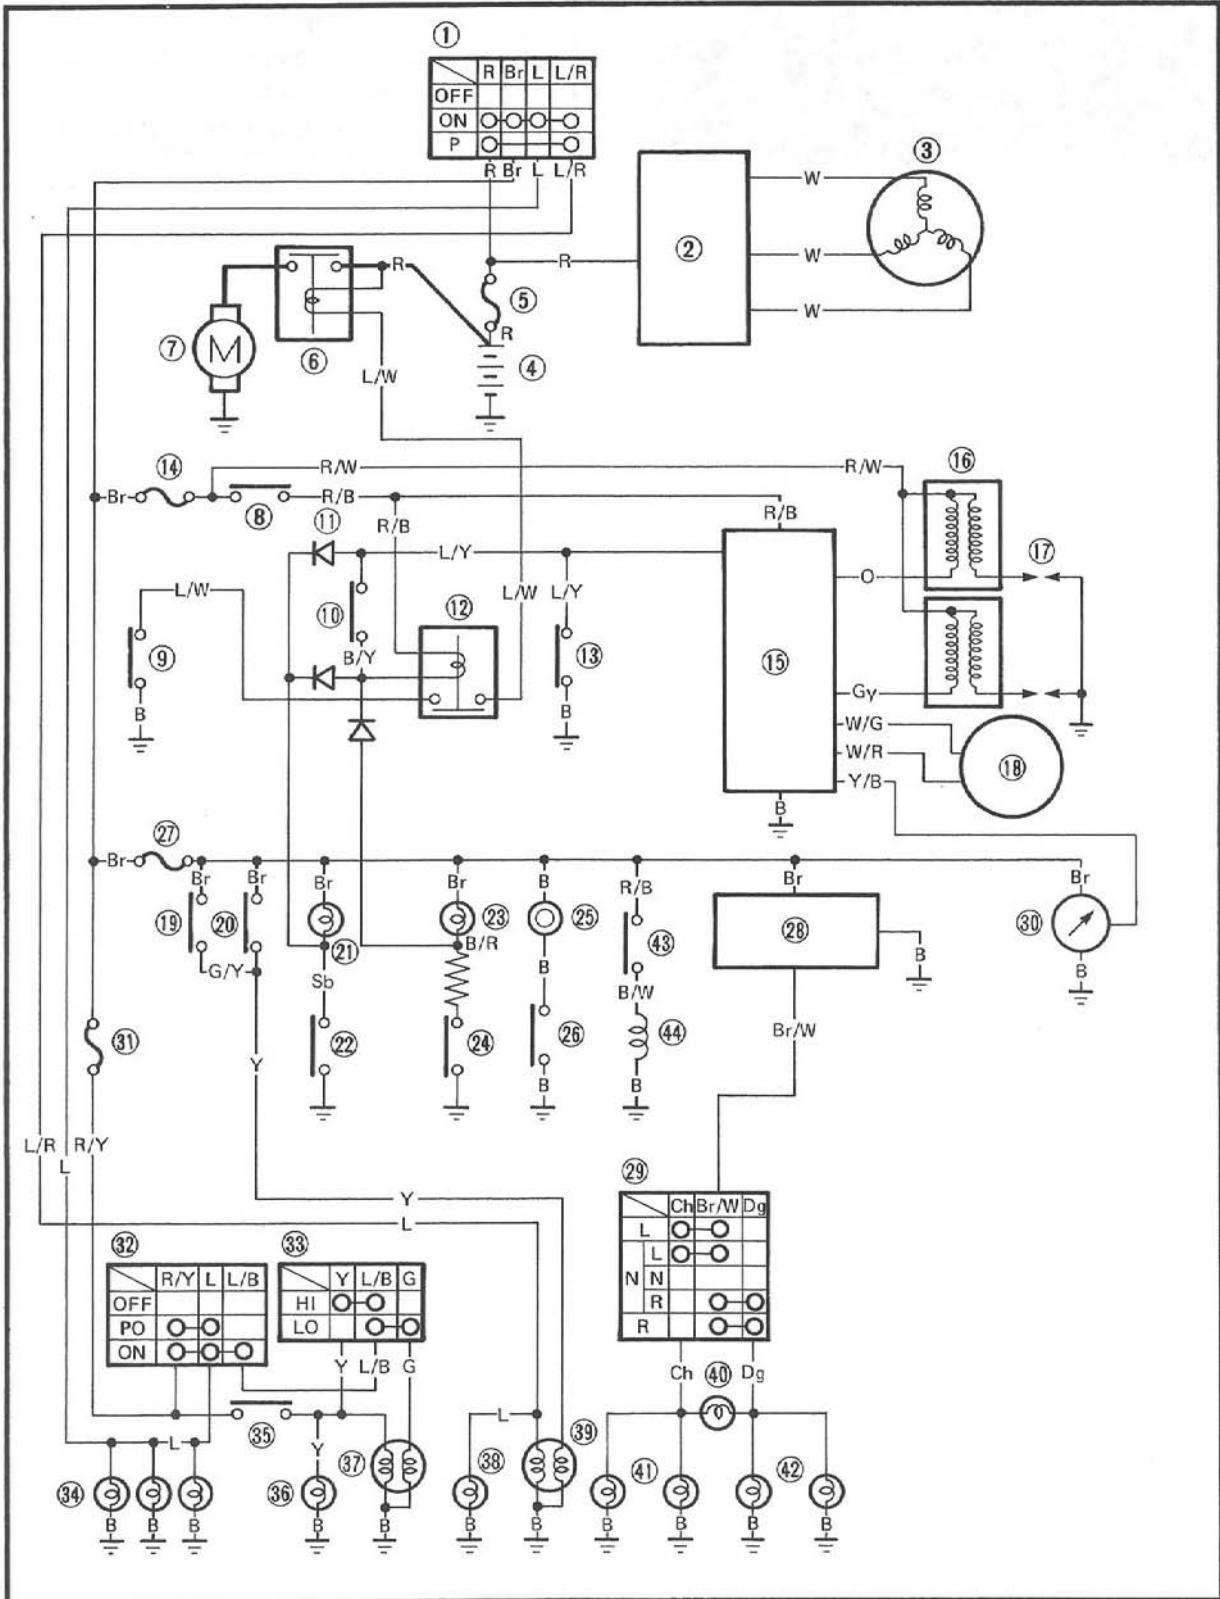 ①
R Br L L/R
OFF
ON
P
R Br L L/R
③
W
②
W
R
W
R
⑤
R
⑦
M
⑥
④
L/W
⑭
R/W
R/W
⑯
Br
⑧
R/B
R/B
R/B
⑪
L/Y
⑰
O
L/W
⑩
⑫
L/W
L/Y
⑨
B/Y
⑬
⑮
B
B
Gy
W/G
W/R
Y/B
⑱
B
㉗
Br
Br
Br
Br
Br
B
R/B
Br
Br
⑲
⑳
㉓
㉕
㊸
㉘
㉚
G/Y
㉑
B/R
B
B
Sb
B/W
B
㉛
㉒
㉔
㉖
㊹
Br/W
Y
B
B
L/R
R/Y
L
㉙
Ch Br/W Dg
Y
L
L
N
L
N
R
R
㉜
R/Y L L/B
OFF
PO
ON
㉝
Y L/B G
HI
LO
Y L/B G
Ch
㊵
Dg
L
㉟
L
Y
㊲
㊳
㊴
㊶
㊷
㉞
㊱
B B B B B B B B B B B